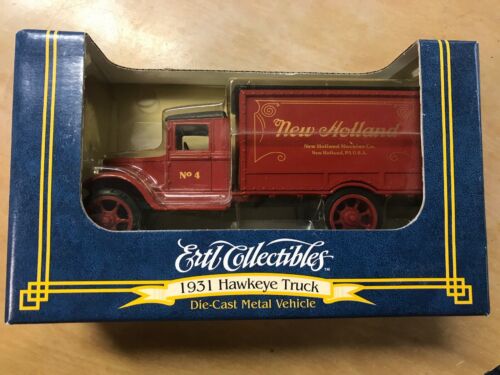 New Holland
New Holland Machine Co.
New Holland, PA U.S.A.
No 4
Ertl Collectibles™
1931 Hawkeye Truck
Die-Cast Metal Vehicle